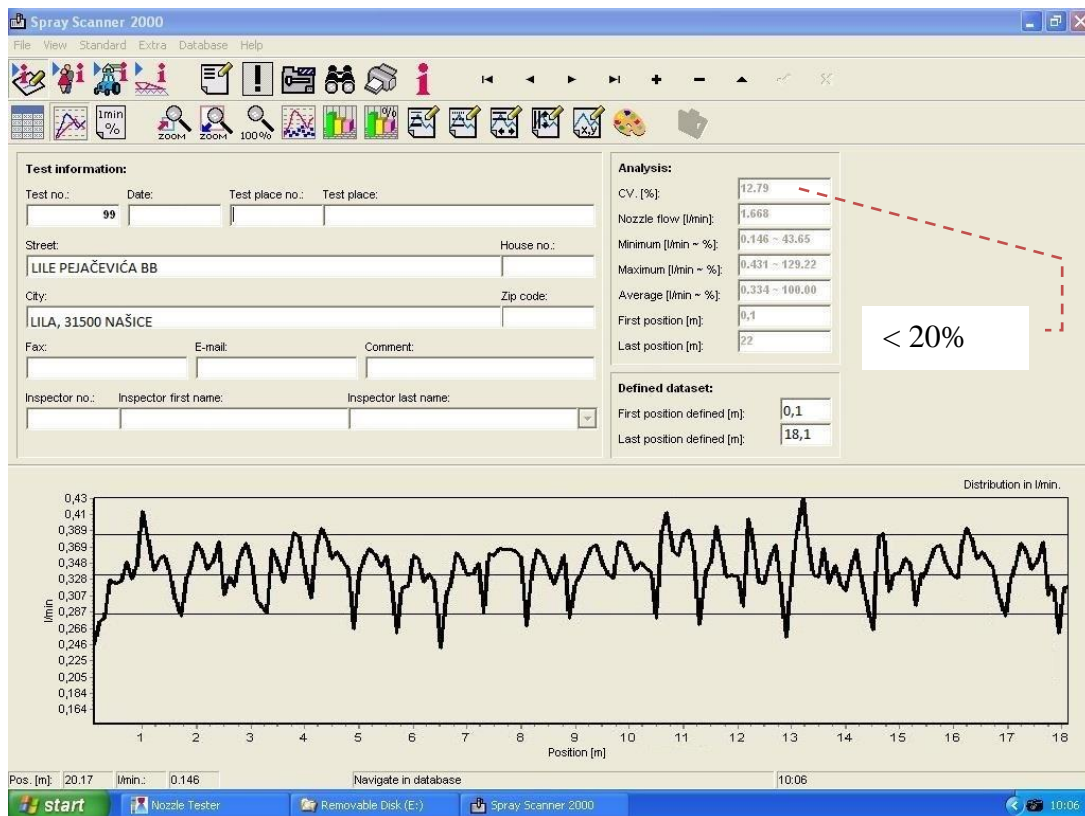 Spray Scanner 2000
File View Standard Extra Database Help
1min
%
ZOOM ZOOM 100% % x,y
Test information:
Test no.: Date: Test place no.: Test place:
99
Street: House no.:
LILE PEJAČEVIĆA BB
City: Zip code:
LILA, 31500 NAŠICE
Fax: E-mail: Comment:
Inspector no.: Inspector first name: Inspector last name:
Analysis:
CV. [%]: 12.79
Nozzle flow [l/min]: 1.668
Minimum [l/min ~ %]: 0.146 ~ 43.65
Maximum [l/min ~ %]: 0.431 ~ 129.22
Average [l/min ~ %]: 0.334 ~ 100.00
First position [m]: 0,1
Last position [m]: 22
< 20%
Defined dataset:
First position defined [m]: 0,1
Last position defined [m]: 18,1
Distribution in l/min.
0,43
0,41
0,389
0,369
0,348
0,328
0,307
0,287
0,266
0,246
0,225
0,205
0,184
0,164
l/min
1 2 3 4 5 6 7 8 9 10 11 12 13 14 15 16 17 18
Position [m]
Pos. [m]: 20.17 l/min.: 0.146 Navigate in database 10:06
start Nozzle Tester Removable Disk (E:) Spray Scanner 2000 10:06